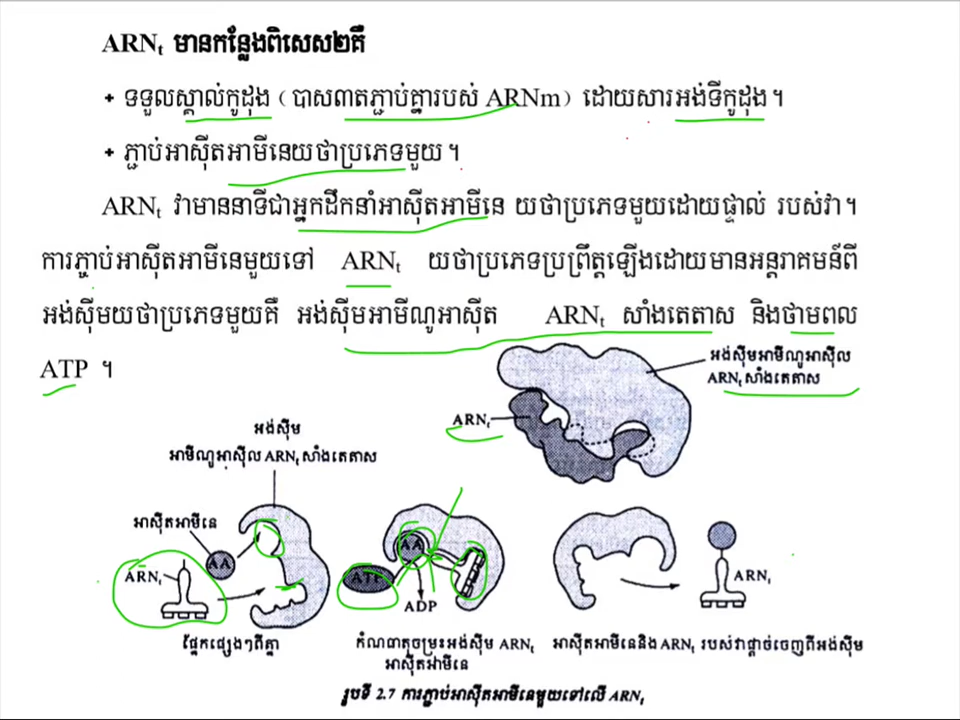 ARNt មានកន្លែងពិសេស២គឺ
+ ទទួលស្គាល់កូដុង (បាស៣ាតភ្ជាប់គ្នារបស់ ARNm) ដោយសារអង់ទីកូដុង។
+ ភ្ជាប់អាស៊ីតអាមីនេយថាប្រភេទមួយ។
ARNt វាមាននាទីជាអ្នកដឹកនាំអាស៊ីតអាមីនេ យថាប្រភេទមួយដោយផ្ទាល់ របស់វា។
ការភ្ជាប់អាស៊ីតអាមីនេមួយទៅ ARNt យថាប្រភេទប្រព្រឹត្តឡើងដោយមានអន្តរាគមន៍ពី
អង់ស៊ីមយថាប្រភេទមួយគឺ អង់ស៊ីមអាមីណូអាស៊ីត ARNt សាំងតេតាស និងថាមពល
ATP ។
អង់ស៊ីមអាមីណូអាស៊ីល
ARNt សាំងតេតាស
ARNt
អង់ស៊ីម
អាមីណូអាស៊ីល ARNt សាំងតេតាស
អាស៊ីតអាមីនេ
AA
ARNt
AA
ATP
ADP
ARNt
ផ្នែកផ្សេងៗពីគ្នា
កំណធាតុចម្រុះអង់ស៊ីម ARNt
អាស៊ីតអាមីនេ
អាស៊ីតអាមីនេនិង ARNt របស់វាផ្តាច់ចេញពីអង់ស៊ីម
រូបទី 2.7 ការភ្ជាប់អាស៊ីតអាមីនេមួយទៅលើ ARNt